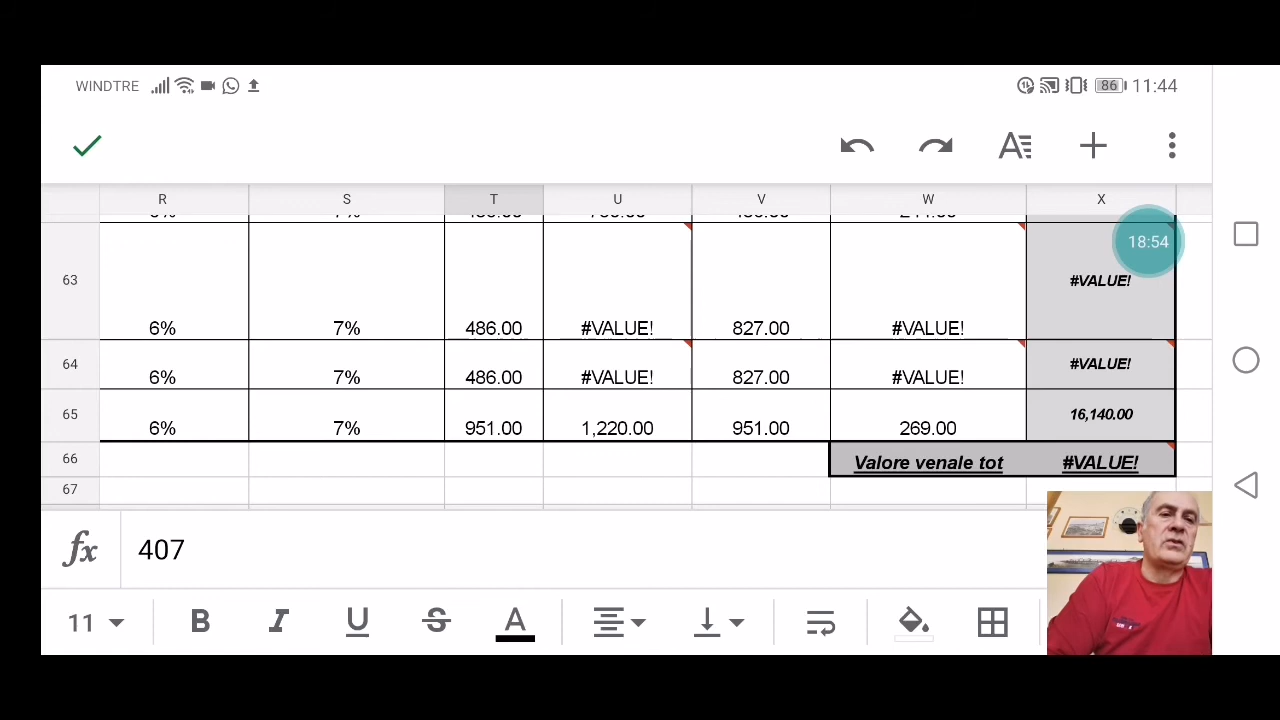 WINDTRE 86 11:44
R S T U V W X
18:54
63 6% 7% 486.00 #VALUE! 827.00 #VALUE! #VALUE!
64 6% 7% 486.00 #VALUE! 827.00 #VALUE! #VALUE!
65 6% 7% 951.00 1,220.00 951.00 269.00 16,140.00
66 Valore venale tot #VALUE!
67
fx 407
11 B I U S A